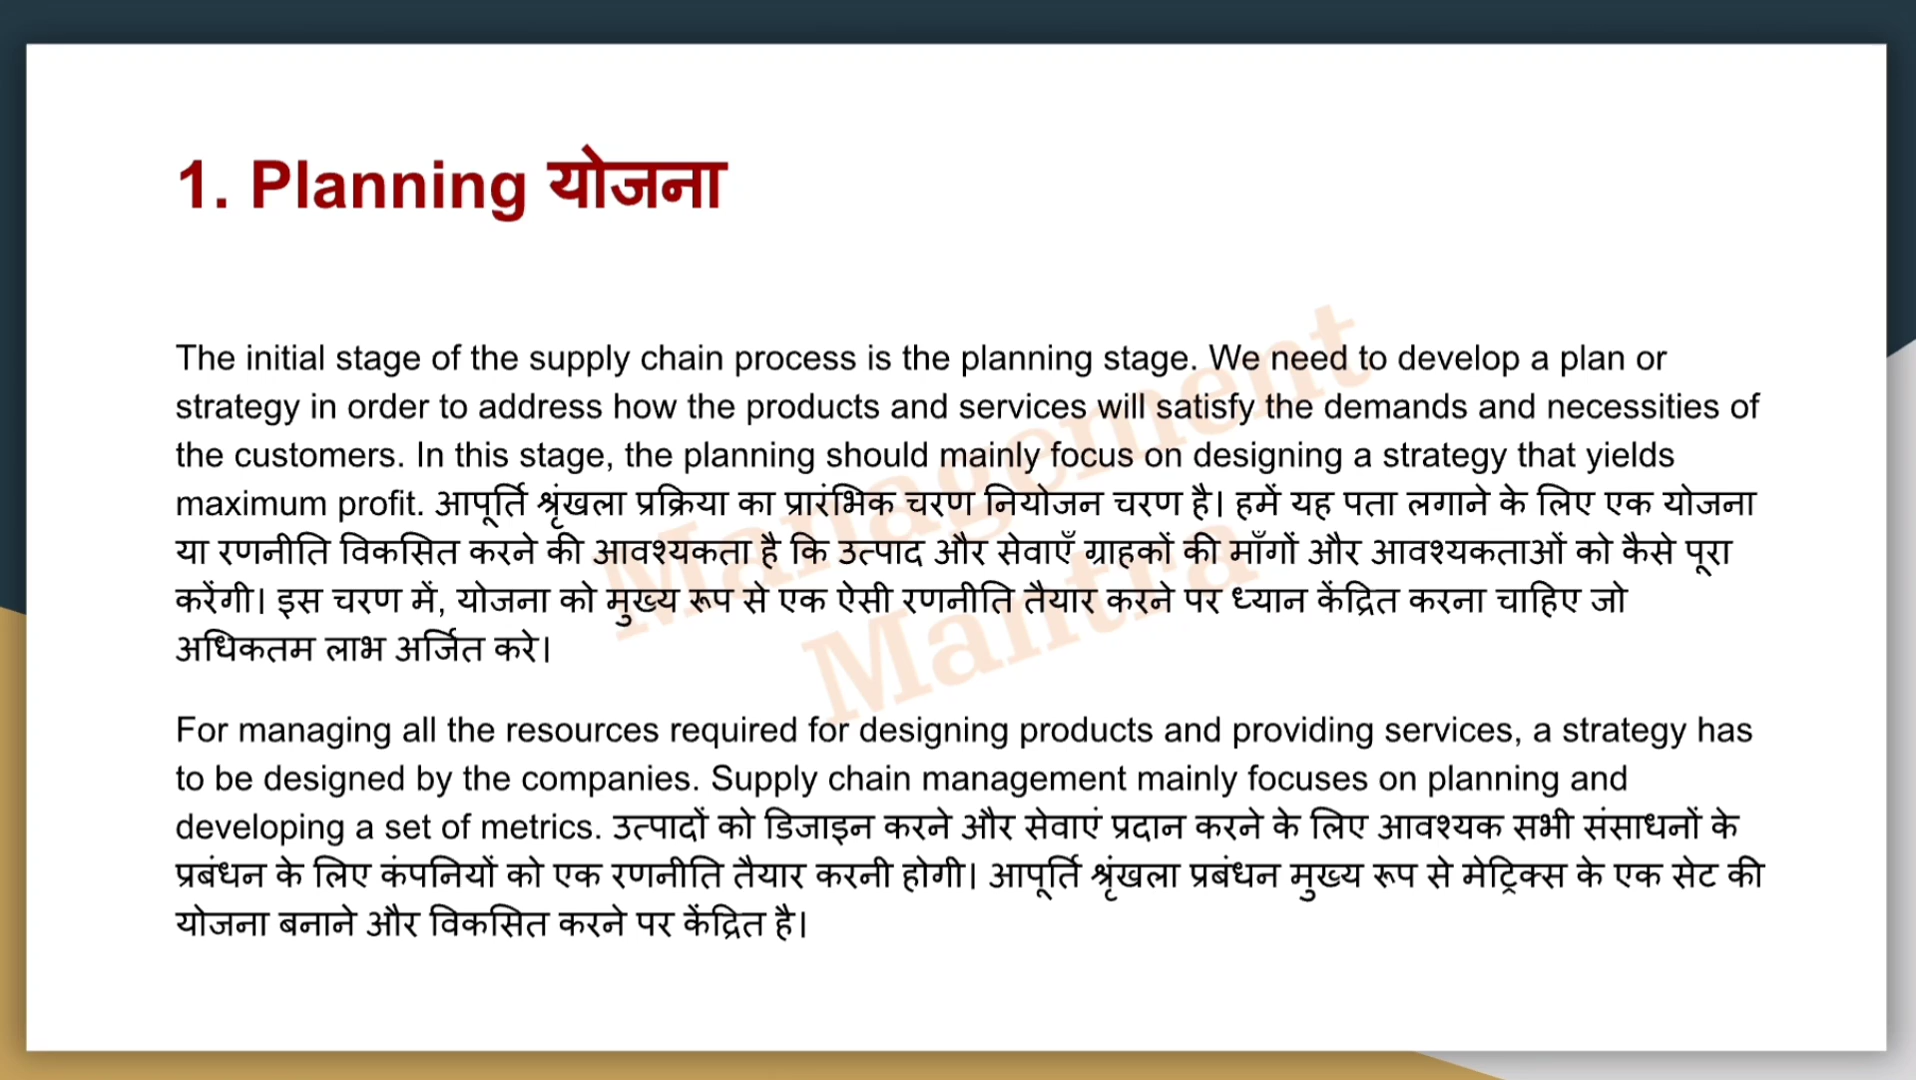 1. Planning योजना
The initial stage of the supply chain process is the planning stage. We need to develop a plan or
strategy in order to address how the products and services will satisfy the demands and necessities of
the customers. In this stage, the planning should mainly focus on designing a strategy that yields
maximum profit. आपूर्ति श्रृंखला प्रक्रिया का प्रारंभिक चरण नियोजन चरण है। हमें यह पता लगाने के लिए एक योजना
या रणनीति विकसित करने की आवश्यकता है कि उत्पाद और सेवाएँ ग्राहकों की माँगों और आवश्यकताओं को कैसे पूरा
करेंगी। इस चरण में, योजना को मुख्य रूप से एक ऐसी रणनीति तैयार करने पर ध्यान केंद्रित करना चाहिए जो
अधिकतम लाभ अर्जित करे।
For managing all the resources required for designing products and providing services, a strategy has
to be designed by the companies. Supply chain management mainly focuses on planning and
developing a set of metrics. उत्पादों को डिजाइन करने और सेवाएं प्रदान करने के लिए आवश्यक सभी संसाधनों के
प्रबंधन के लिए कंपनियों को एक रणनीति तैयार करनी होगी। आपूर्ति श्रृंखला प्रबंधन मुख्य रूप से मेट्रिक्स के एक सेट की
योजना बनाने और विकसित करने पर केंद्रित है।
Management
Mantra